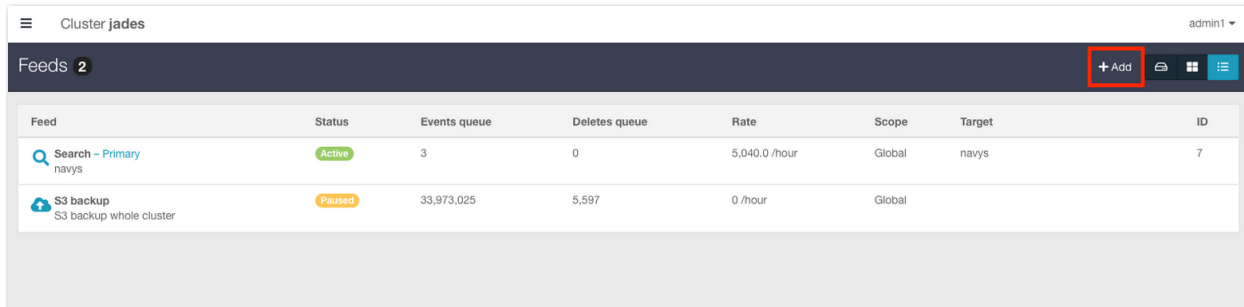 Cluster jades admin1
Feeds 2 + Add
Feed Status Events queue Deletes queue Rate Scope Target ID
Search – Primary Active 3 0 5,040.0 /hour Global navys 7
navys
S3 backup Paused 33,973,025 5,597 0 /hour Global
S3 backup whole cluster